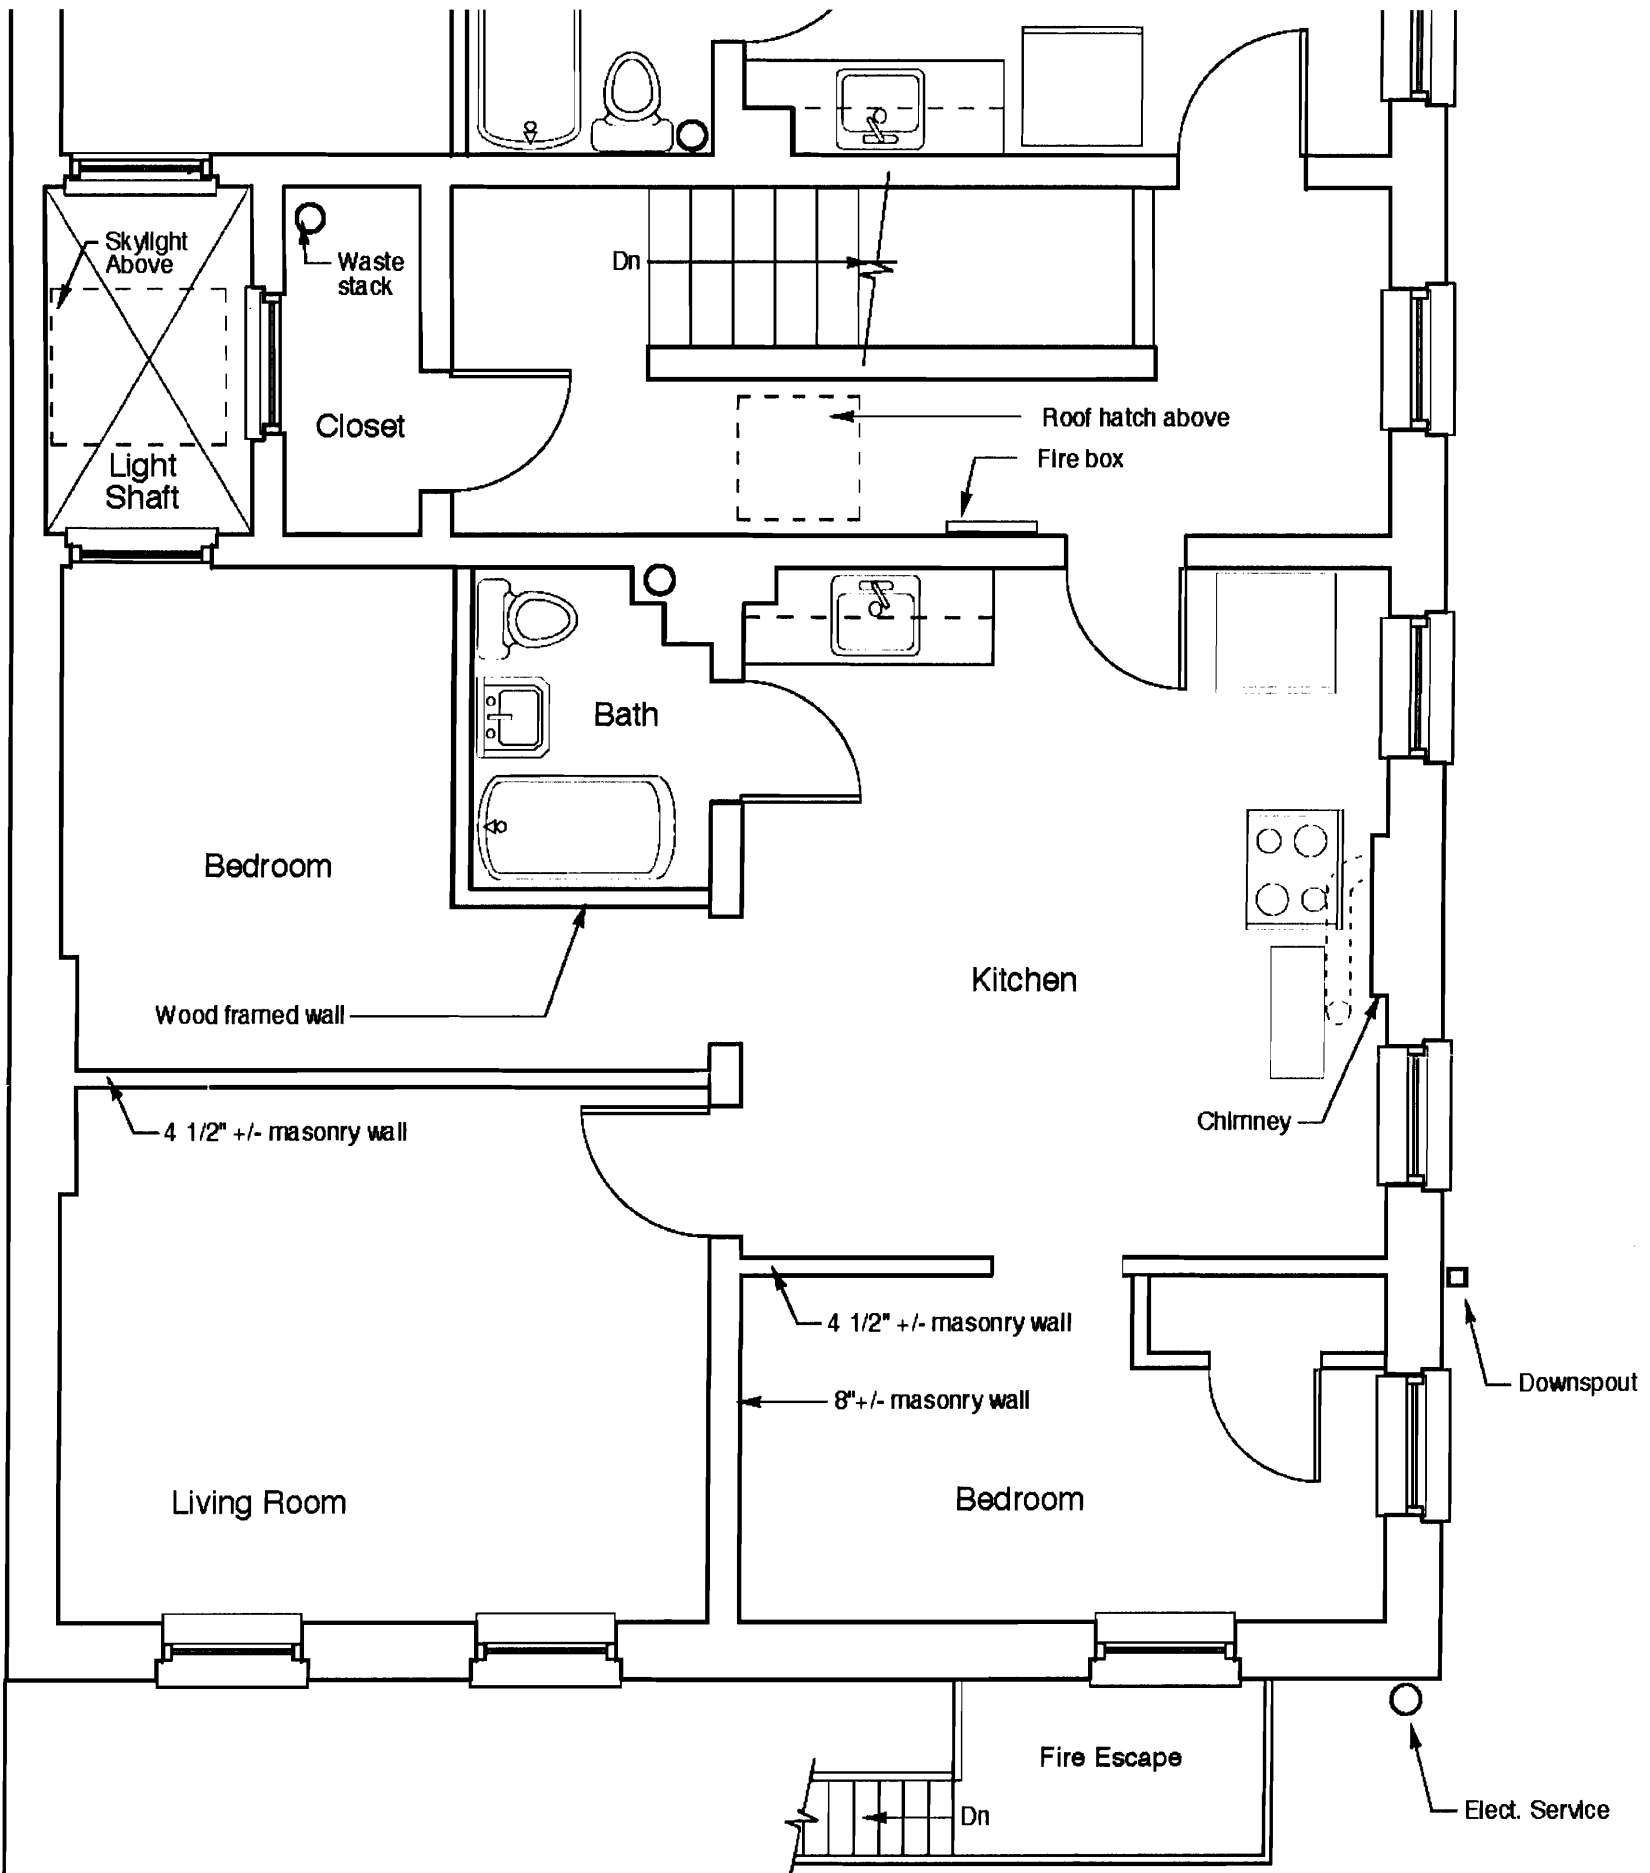 Skylight
Above
Waste
stack
Dn
Closet
Roof hatch above
Fire box
Light
Shaft
Bath
Bedroom
Kitchen
Wood framed wall
Chimney
4 1/2" +/- masonry wall
4 1/2" +/- masonry wall
Downspout
8"+/- masonry wall
Living Room
Bedroom
Fire Escape
Dn
Elect. Service